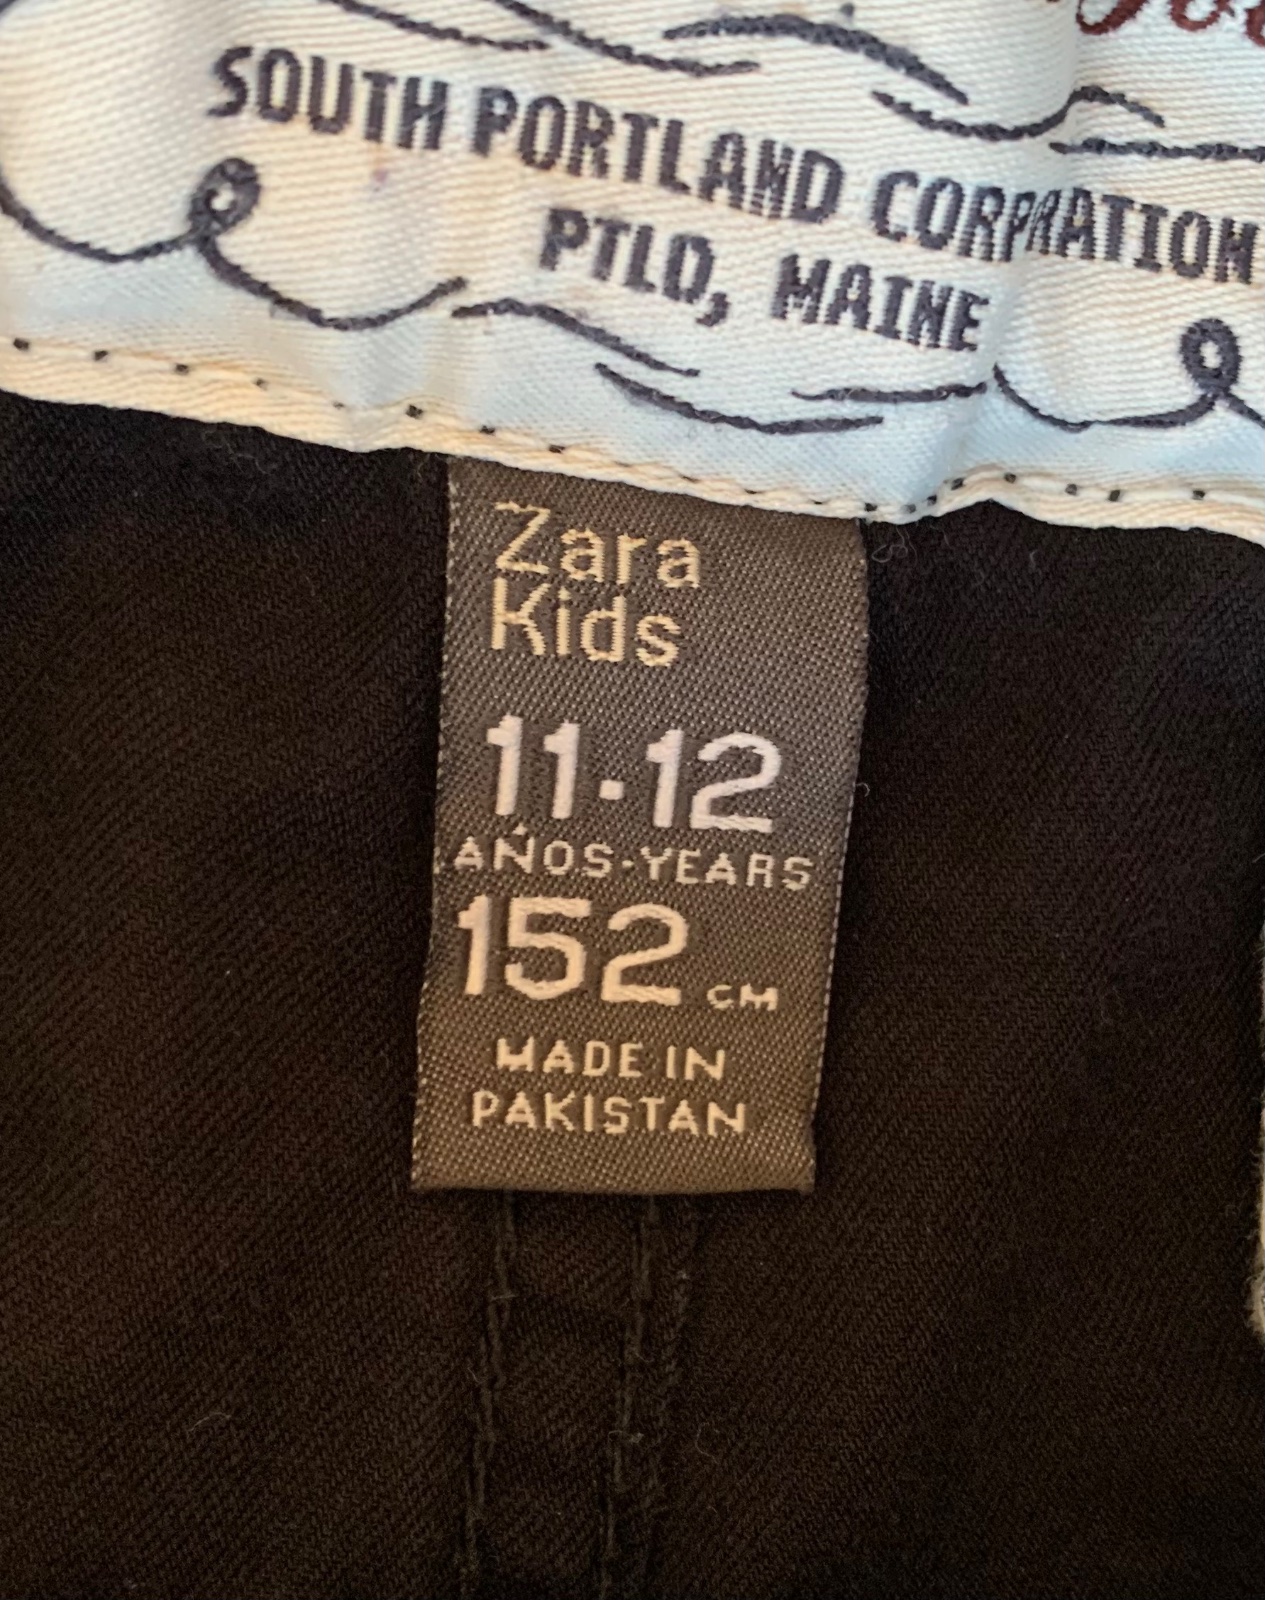 SOUTH PORTLAND CORPRATION
PTLD, MAINE
Zara
Kids
11-12
AÑOS-YEARS
152 CM
MADE IN
PAKISTAN